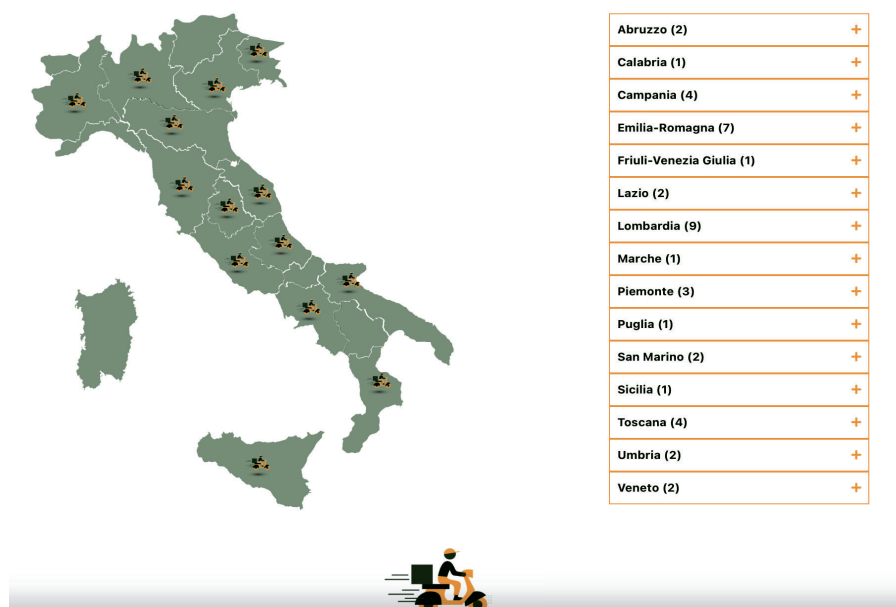 Abruzzo (2) +
Calabria (1) +
Campania (4) +
Emilia-Romagna (7) +
Friuli-Venezia Giulia (1) +
Lazio (2) +
Lombardia (9) +
Marche (1) +
Piemonte (3) +
Puglia (1) +
San Marino (2) +
Sicilia (1) +
Toscana (4) +
Umbria (2) +
Veneto (2) +